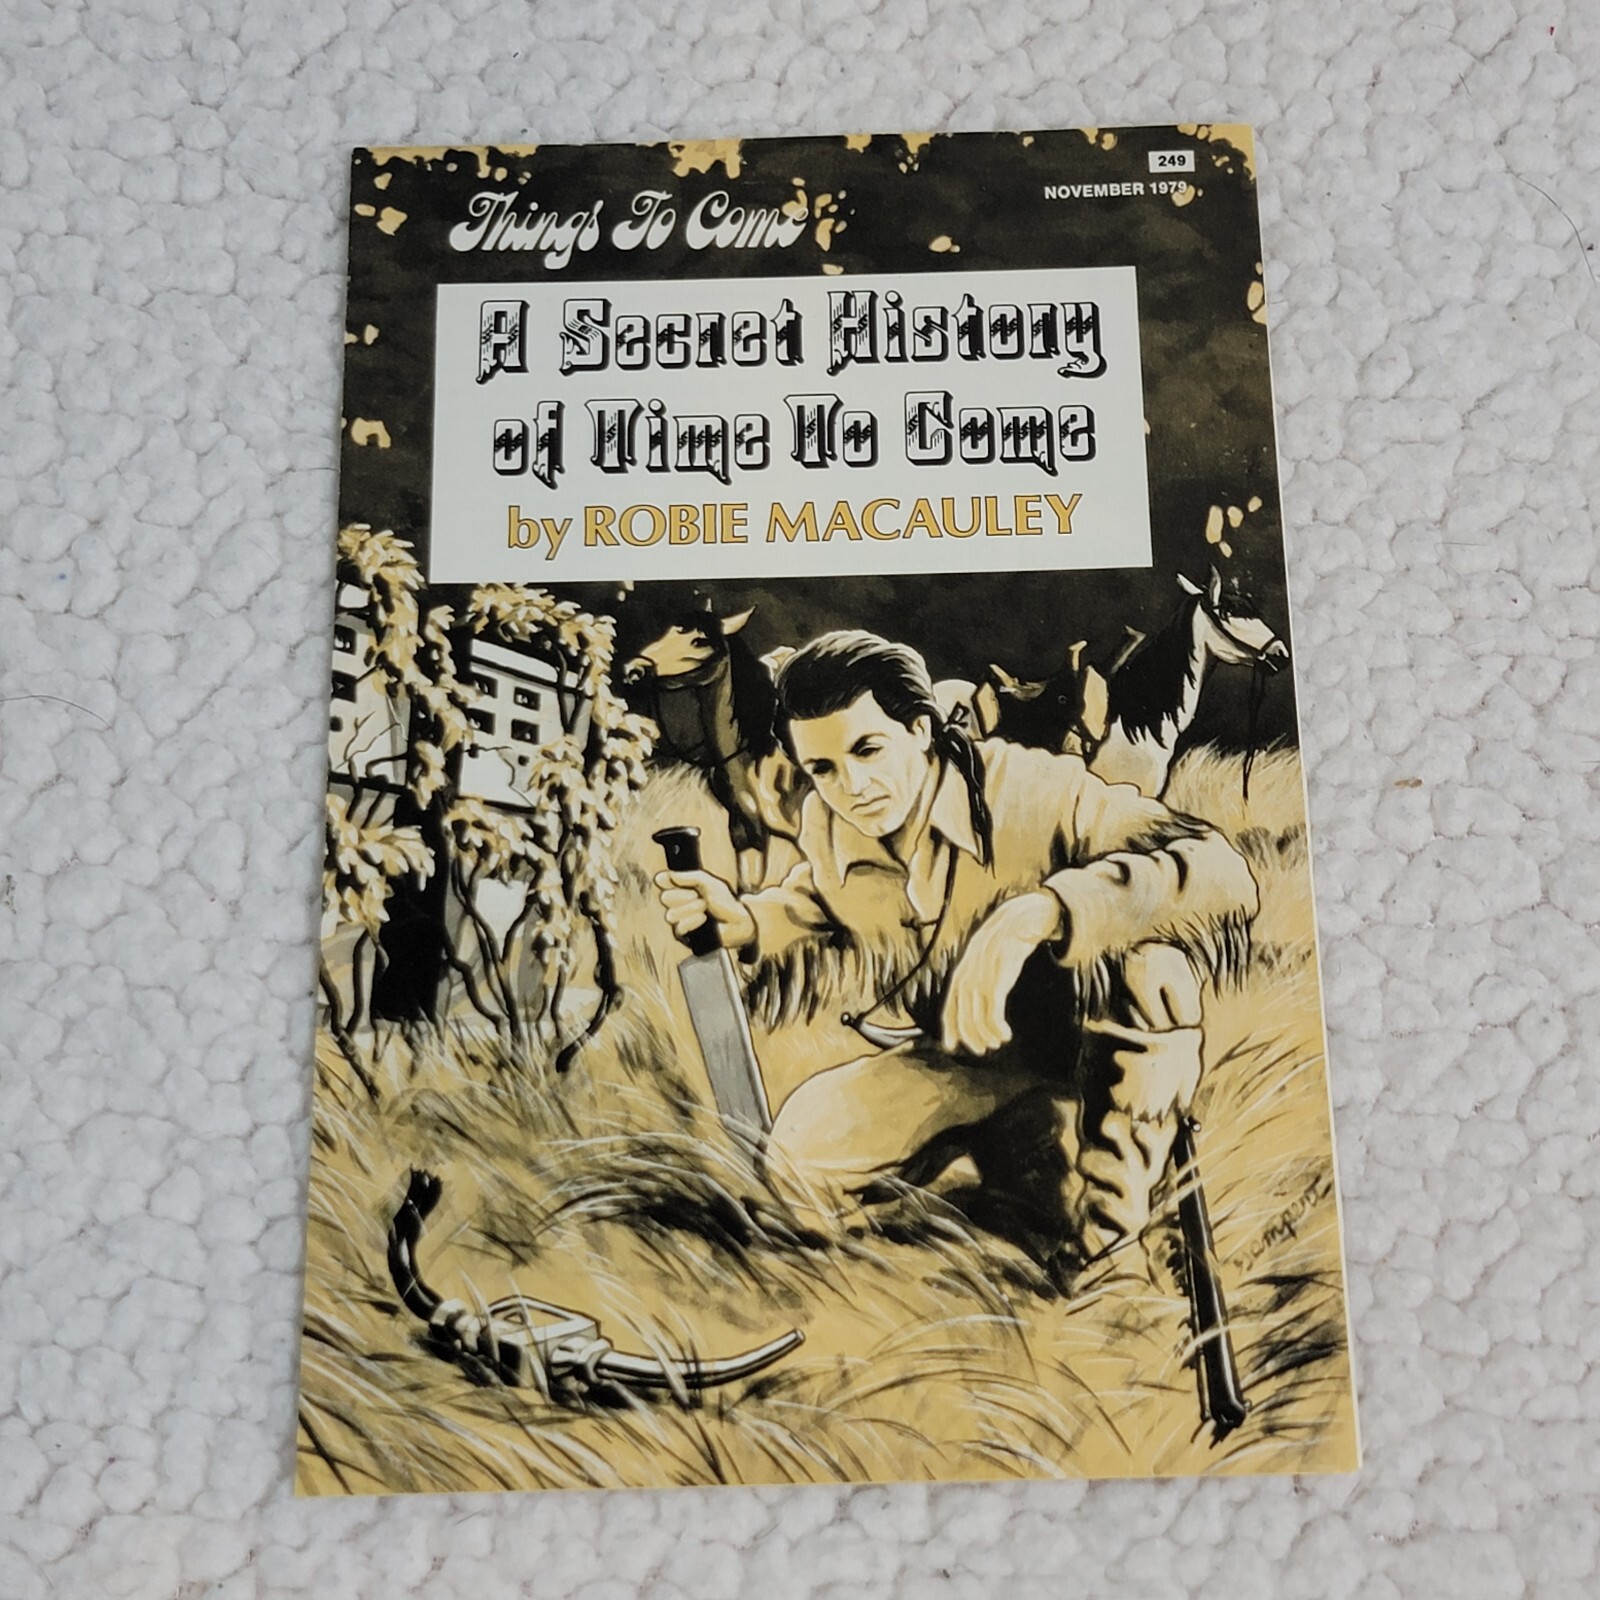 249
NOVEMBER 1979
Things To Come
A Secret History
of Time To Come
by ROBIE MACAULEY